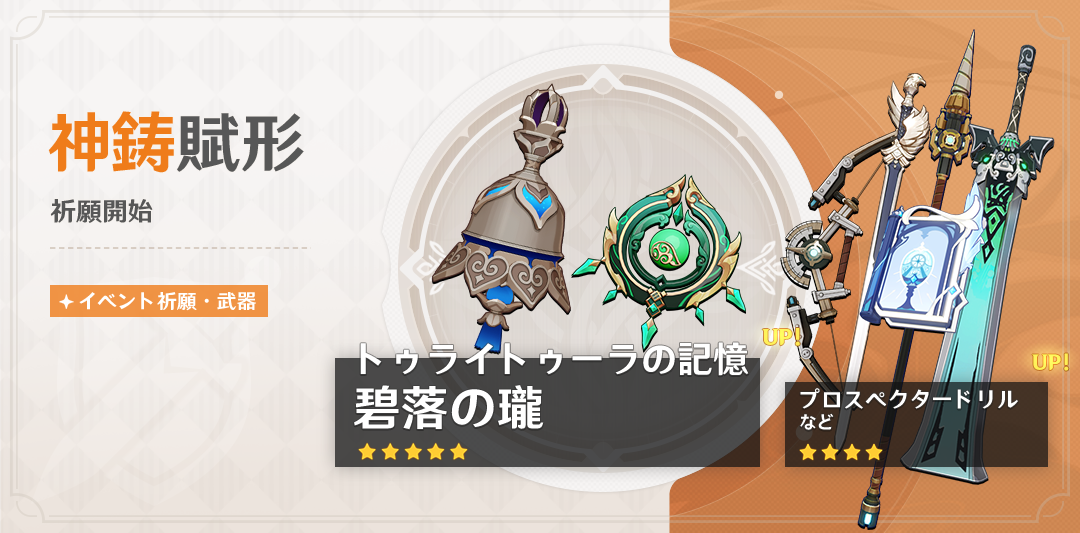 神鋳賦形
祈願開始
イベント祈願・武器
トゥライトゥーラの記憶
碧落の瓏
UP!
プロスペクタードリル
など
UP!